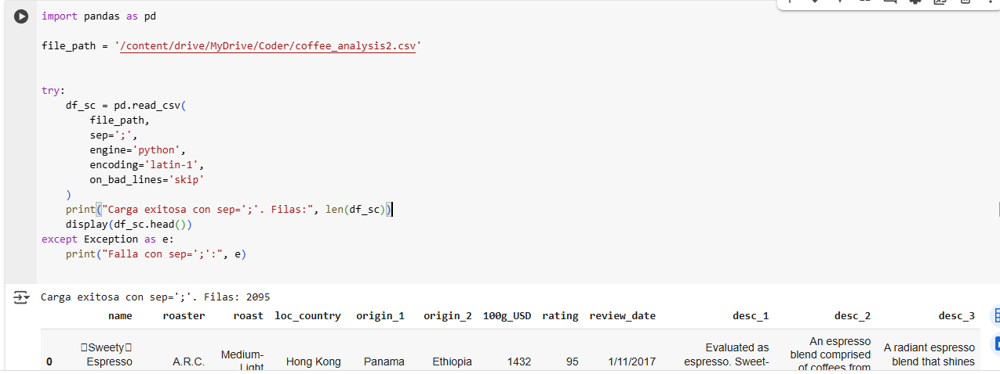 import pandas as pd
file_path = '/content/drive/MyDrive/Coder/coffee_analysis2.csv'
try:
    df_sc = pd.read_csv(
        file_path,
        sep=';',
        engine='python',
        encoding='latin-1',
        on_bad_lines='skip'
    )
    print("Carga exitosa con sep=';'. Filas:", len(df_sc))
    display(df_sc.head())
except Exception as e:
    print("Falla con sep=';':", e)
Carga exitosa con sep=';'. Filas: 2095
name roaster roast loc_country origin_1 origin_2 100g_USD rating review_date desc_1 desc_2 desc_3
0 □Sweety□ Espresso A.R.C. Medium-Light Hong Kong Panama Ethiopia 1432 95 1/11/2017 Evaluated as espresso. Sweet- An espresso blend comprised of coffees from A radiant espresso blend that shines